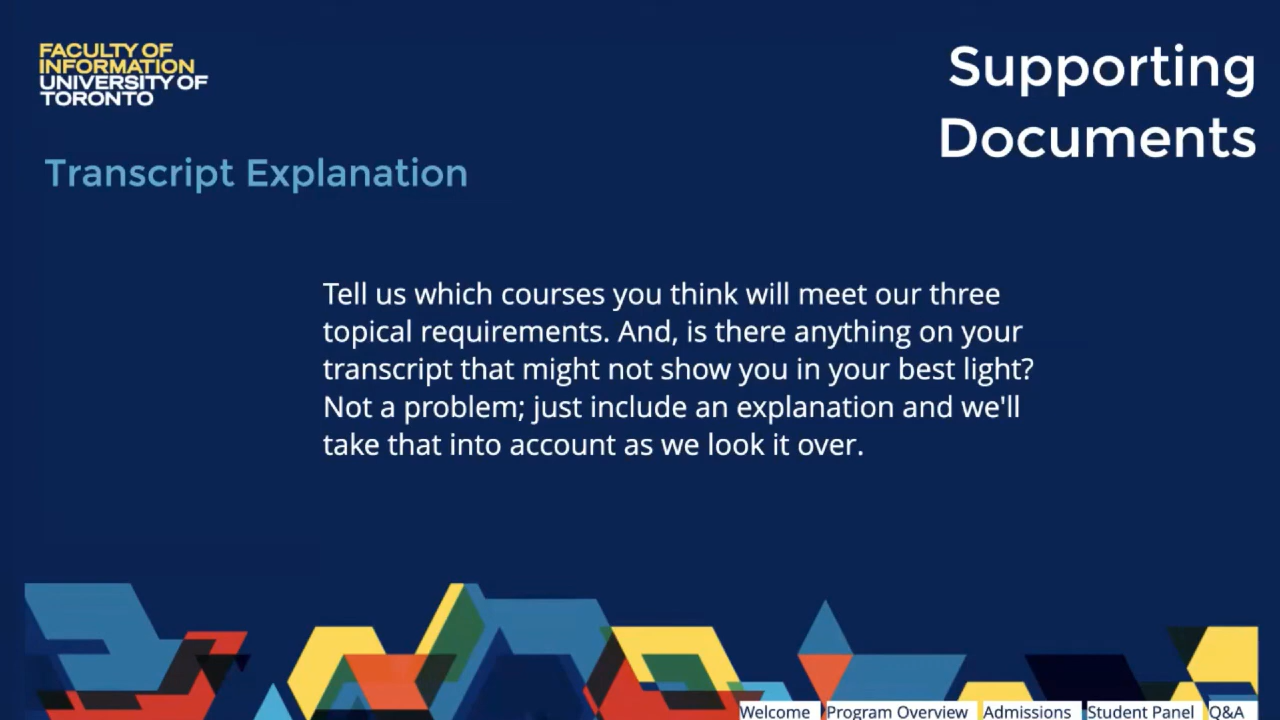 FACULTY OF
INFORMATION
UNIVERSITY OF
TORONTO
Supporting
Documents
Transcript Explanation
Tell us which courses you think will meet our three
topical requirements. And, is there anything on your
transcript that might not show you in your best light?
Not a problem; just include an explanation and we'll
take that into account as we look it over.
Welcome Program Overview Admissions Student Panel Q&A